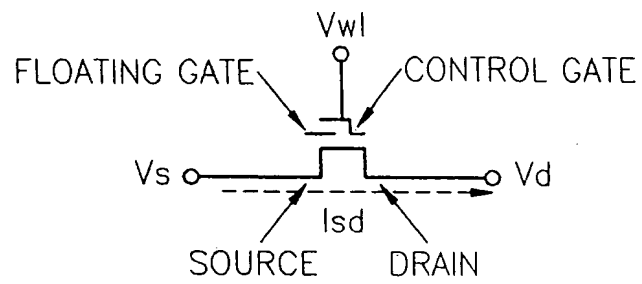 Vwl
FLOATING GATE
CONTROL GATE
Vs
Vd
Isd
SOURCE
DRAIN